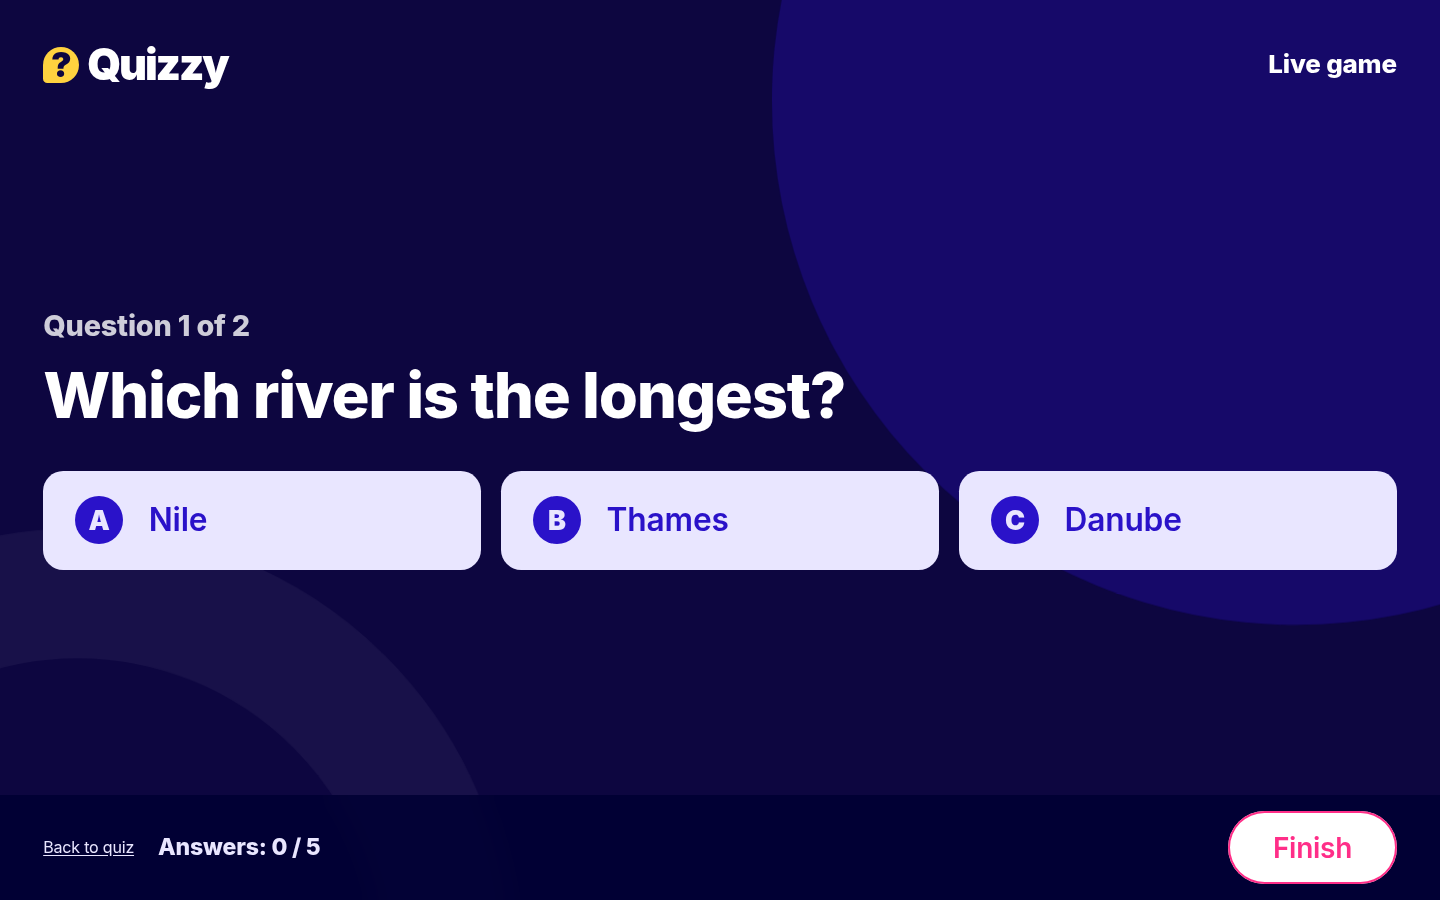 ? Quizzy
Live game
Question 1 of 2
Which river is the longest?
A Nile
B Thames
C Danube
Back to quiz
Answers: 0 / 5
Finish